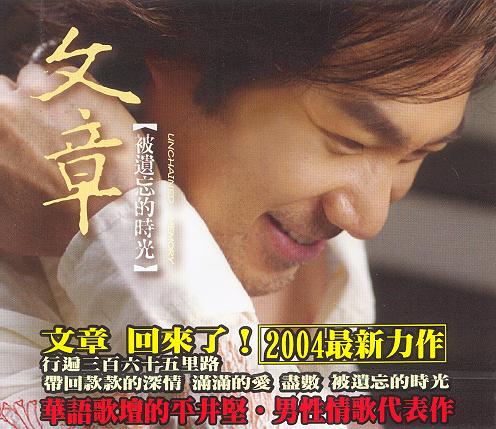 文章
【被遺忘的時光】
UNCHAINED MEMORY
文章 回來了！ 2004最新力作
行遍三百六十五里路
帶回款款的深情 滿滿的愛 盡數 被遺忘的時光
華語歌壇的平井堅・男性情歌代表作